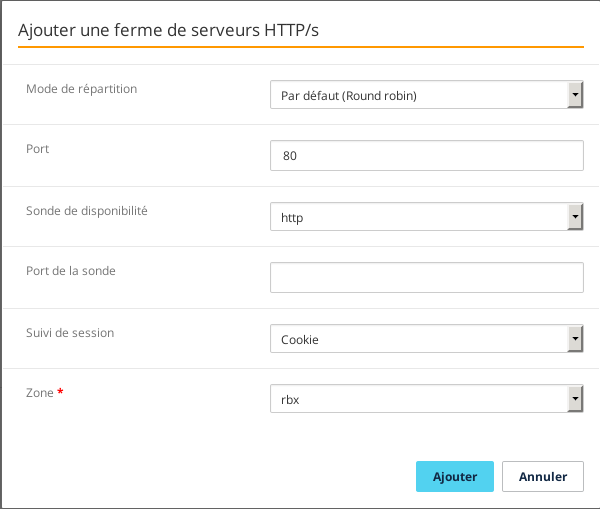 Ajouter une ferme de serveurs HTTP/s
Mode de répartition
Par défaut (Round robin)
Port
80
Sonde de disponibilité
http
Port de la sonde
Suivi de session
Cookie
Zone *
rbx
Ajouter
Annuler